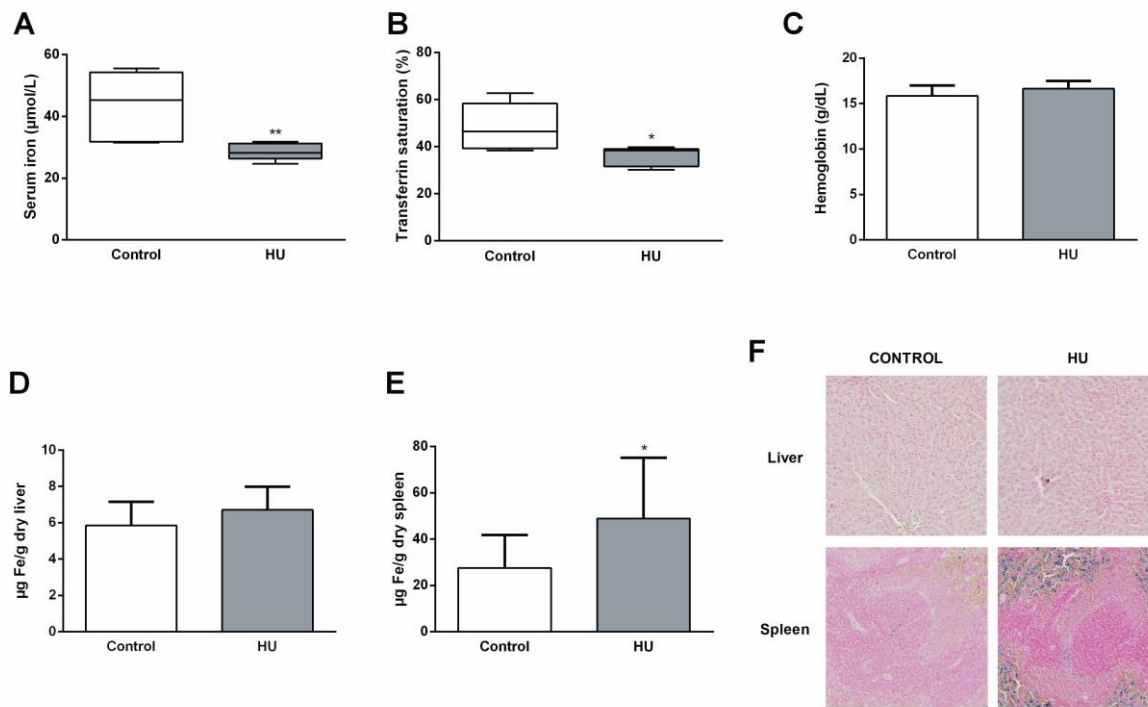 A
Serum iron (µmol/L)
60
40
20
0
**
Control HU
B
Transferrin saturation (%)
80
60
40
20
0
*
Control HU
C
Hemoglobin (g/dL)
20
15
10
5
0
Control HU
D
µg Fe/g dry liver
10
8
6
4
2
0
Control HU
E
µg Fe/g dry spleen
80
60
40
20
0
*
Control HU
F
CONTROL HU
Liver
Spleen